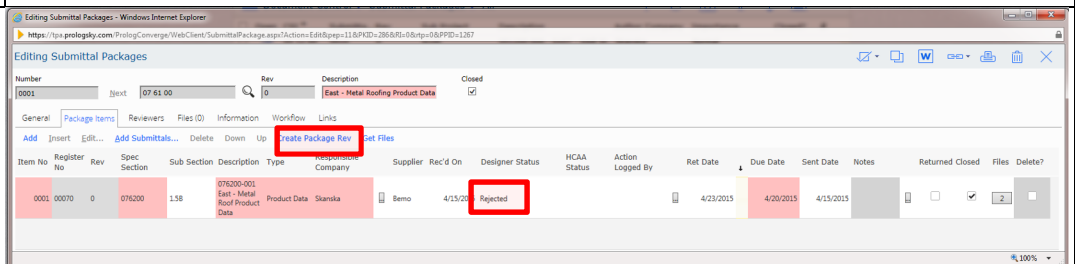 Editing Submittal Packages - Windows Internet Explorer
https://tpa.prologsky.com/PrologConverge/WebClient/SubmittalPackage.aspx?Action=Edit&pep=11&PKID=286&RI=0&rtp=0&PPID=1267
Editing Submittal Packages
Number Rev Description Closed
0001 Next 07 61 00 0 East - Metal Roofing Product Data
General Package Items Reviewers Files (0) Information Workflow Links
Add Insert Edit... Add Submittals... Delete Down Up Create Package Rev Get Files
Item No Register No Rev Spec Section Sub Section Description Type Responsible Company Supplier Rec'd On Designer Status HCAA Status Action Logged By Ret Date Due Date Sent Date Notes Returned Closed Files Delete?
0001 00070 0 076200 1.5B 076200-001 East - Metal Roof Product Data Product Data Skanska Bemo 4/15/2015 Rejected 4/23/2015 4/20/2015 4/15/2015 2
100%